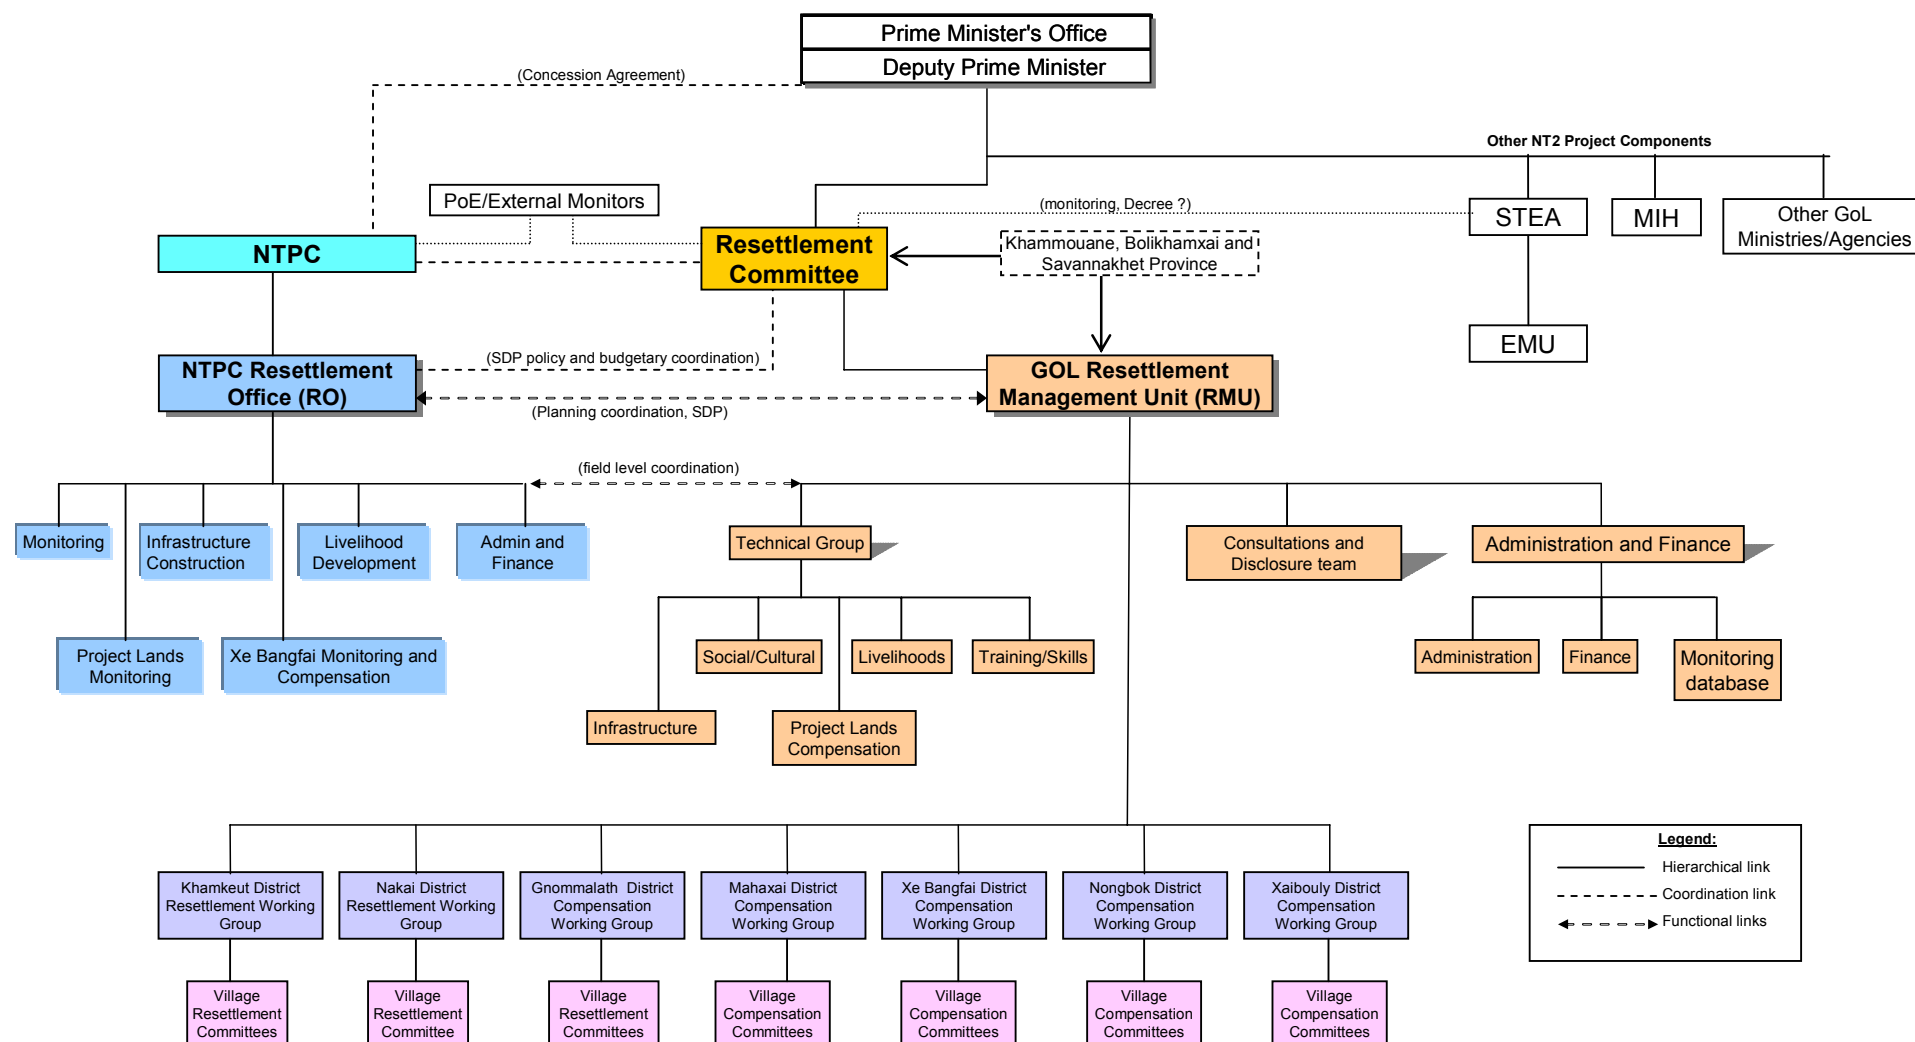 Prime Minister's Office
Deputy Prime Minister
(Concession Agreement)
Other NT2 Project Components
PoE/External Monitors
(monitoring, Decree ?)
STEA
MIH
Other GoL
Ministries/Agencies
NTPC
Resettlement
Committee
Khammouane, Bolikhamxai and
Savannakhet Province
EMU
(SDP policy and budgetary coordination)
NTPC Resettlement
Office (RO)
GOL Resettlement
Management Unit (RMU)
(Planning coordination, SDP)
(field level coordination)
Monitoring
Infrastructure
Construction
Livelihood
Development
Admin and
Finance
Technical Group
Consultations and
Disclosure team
Administration and Finance
Project Lands
Monitoring
Xe Bangfai Monitoring and
Compensation
Social/Cultural
Livelihoods
Training/Skills
Administration
Finance
Monitoring
database
Infrastructure
Project Lands
Compensation
Legend:
Hierarchical link
Coordination link
Functional links
Khamkeut District
Resettlement Working
Group
Nakai District
Resettlement Working
Group
Gnommalath District
Compensation
Working Group
Mahaxai District
Compensation
Working Group
Xe Bangfai District
Compensation
Working Group
Nongbok District
Compensation
Working Group
Xaibouly District
Compensation
Working Group
Village
Resettlement
Committees
Village
Resettlement
Committee
Village
Resettlement
Committees
Village
Compensation
Committees
Village
Compensation
Committees
Village
Compensation
Committees
Village
Compensation
Committees